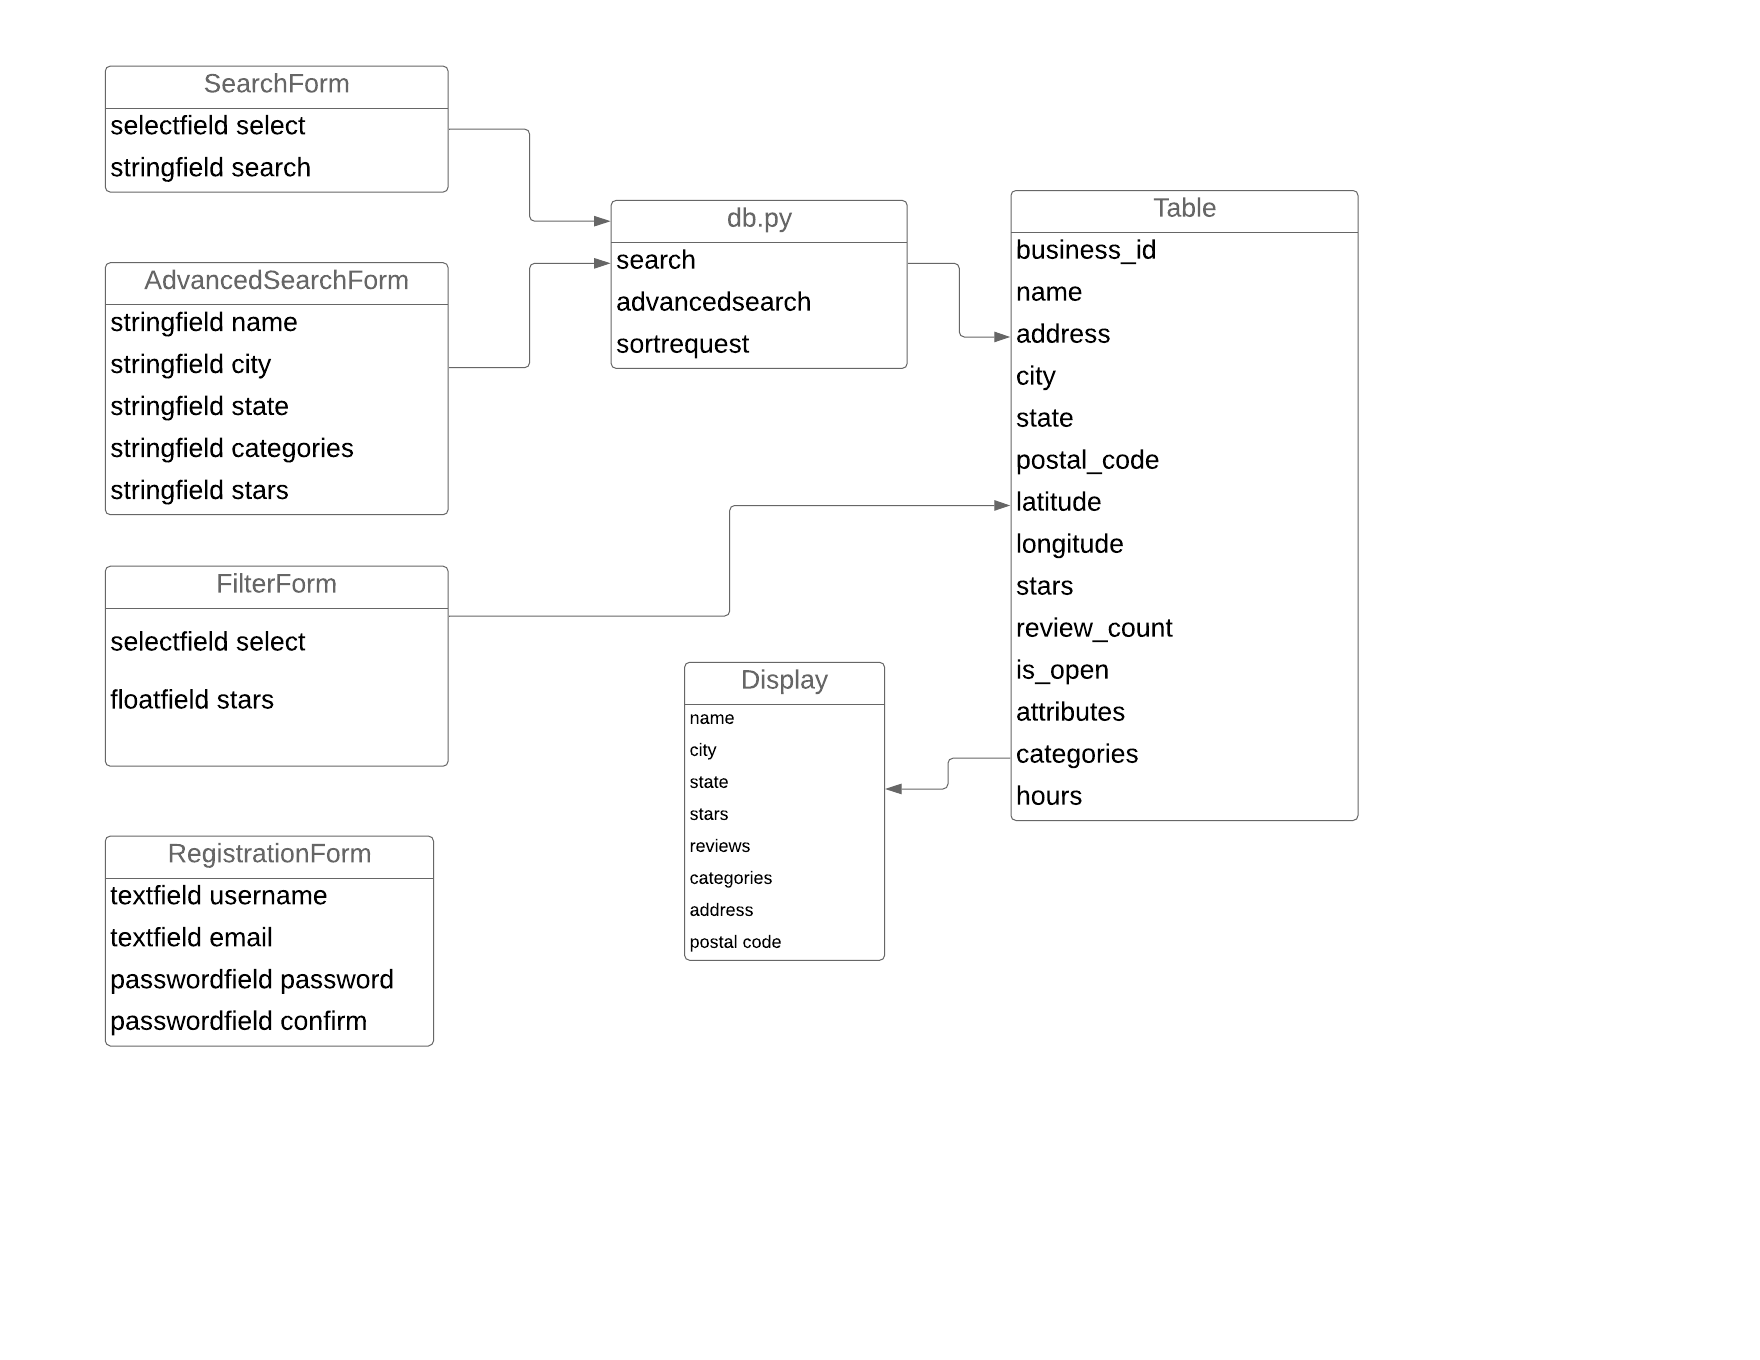 SearchForm
selectfield select
stringfield search
AdvancedSearchForm
stringfield name
stringfield city
stringfield state
stringfield categories
stringfield stars
FilterForm
selectfield select
floatfield stars
RegistrationForm
textfield username
textfield email
passwordfield password
passwordfield confirm
db.py
search
advancedsearch
sortrequest
Display
name
city
state
stars
reviews
categories
address
postal code
Table
business_id
name
address
city
state
postal_code
latitude
longitude
stars
review_count
is_open
attributes
categories
hours